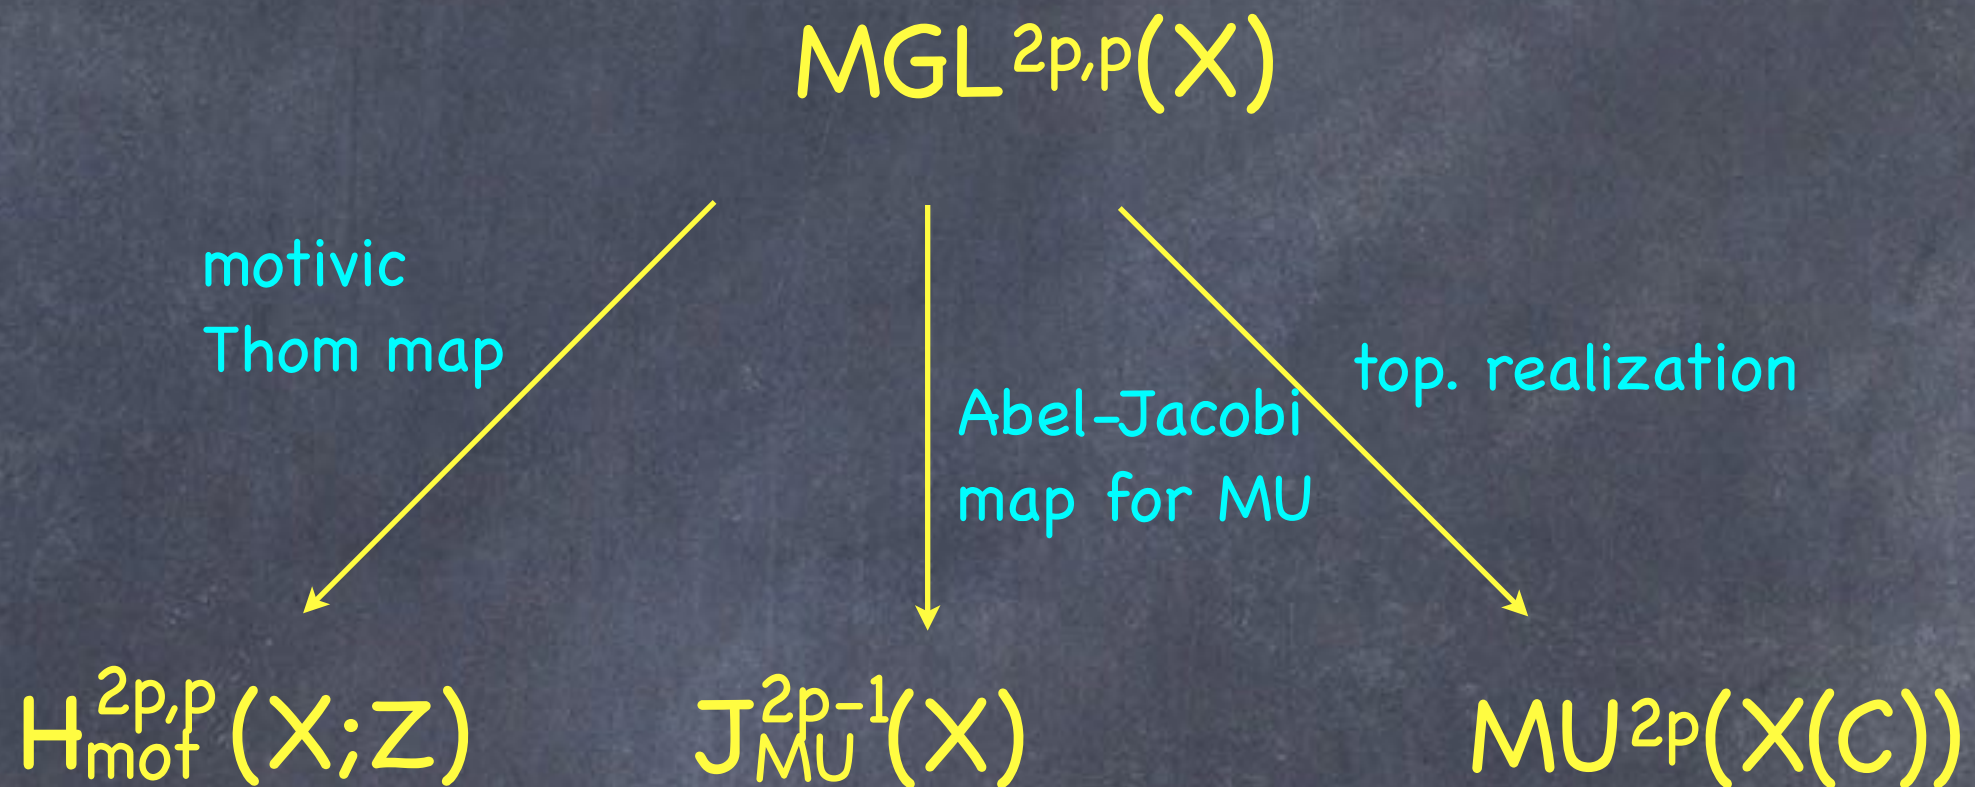 MGL^{2p,p}(X)
motivic
Thom map
top. realization
Abel-Jacobi
map for MU
H^{2p,p}_{mot}(X;Z)
J^{2p-1}_{MU}(X)
MU^{2p}(X(C))